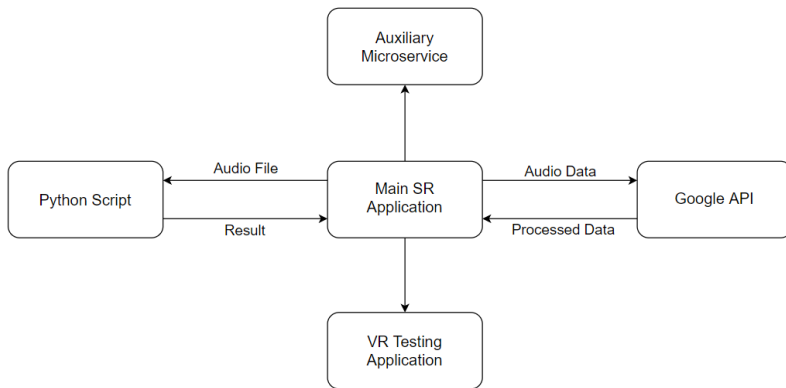 Auxiliary
Microservice
Audio File
Audio Data
Python Script
Main SR
Application
Google API
Result
Processed Data
VR Testing
Application